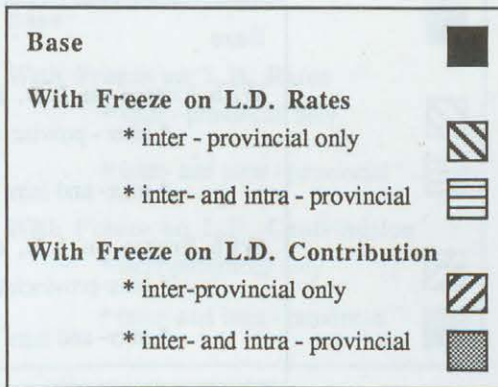 Base
With Freeze on L.D. Rates
* inter - provincial only
* inter- and intra - provincial
With Freeze on L.D. Contribution
* inter-provincial only
* inter- and intra - provincial